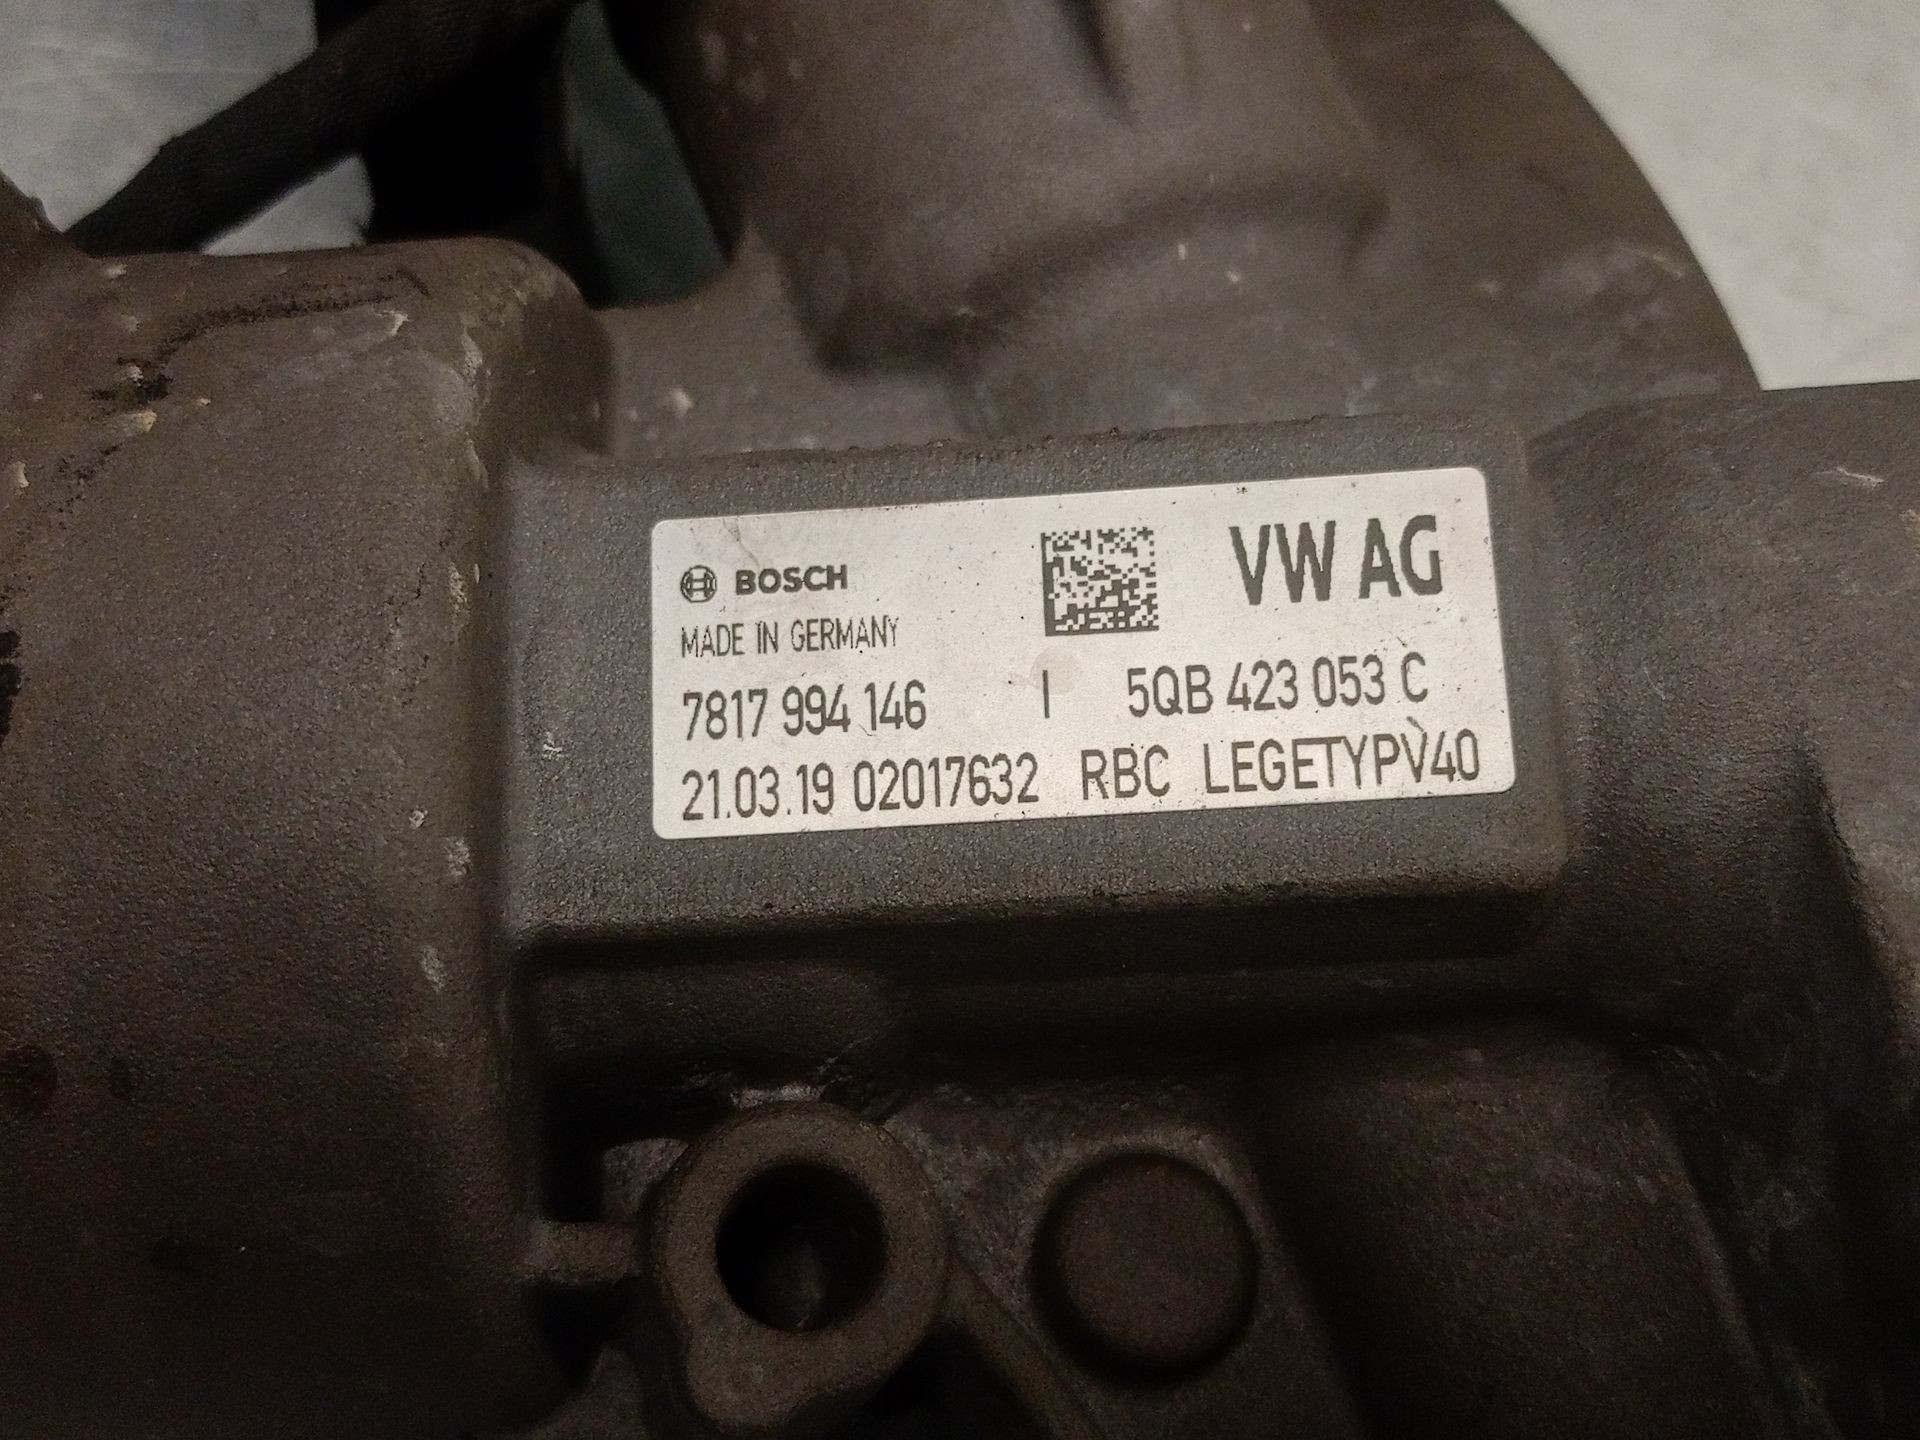 BOSCH
VW AG
MADE IN GERMANY
7817 994 146 I 5QB 423 053 C
21.03.19 02017632 RBC LEGETYPV40